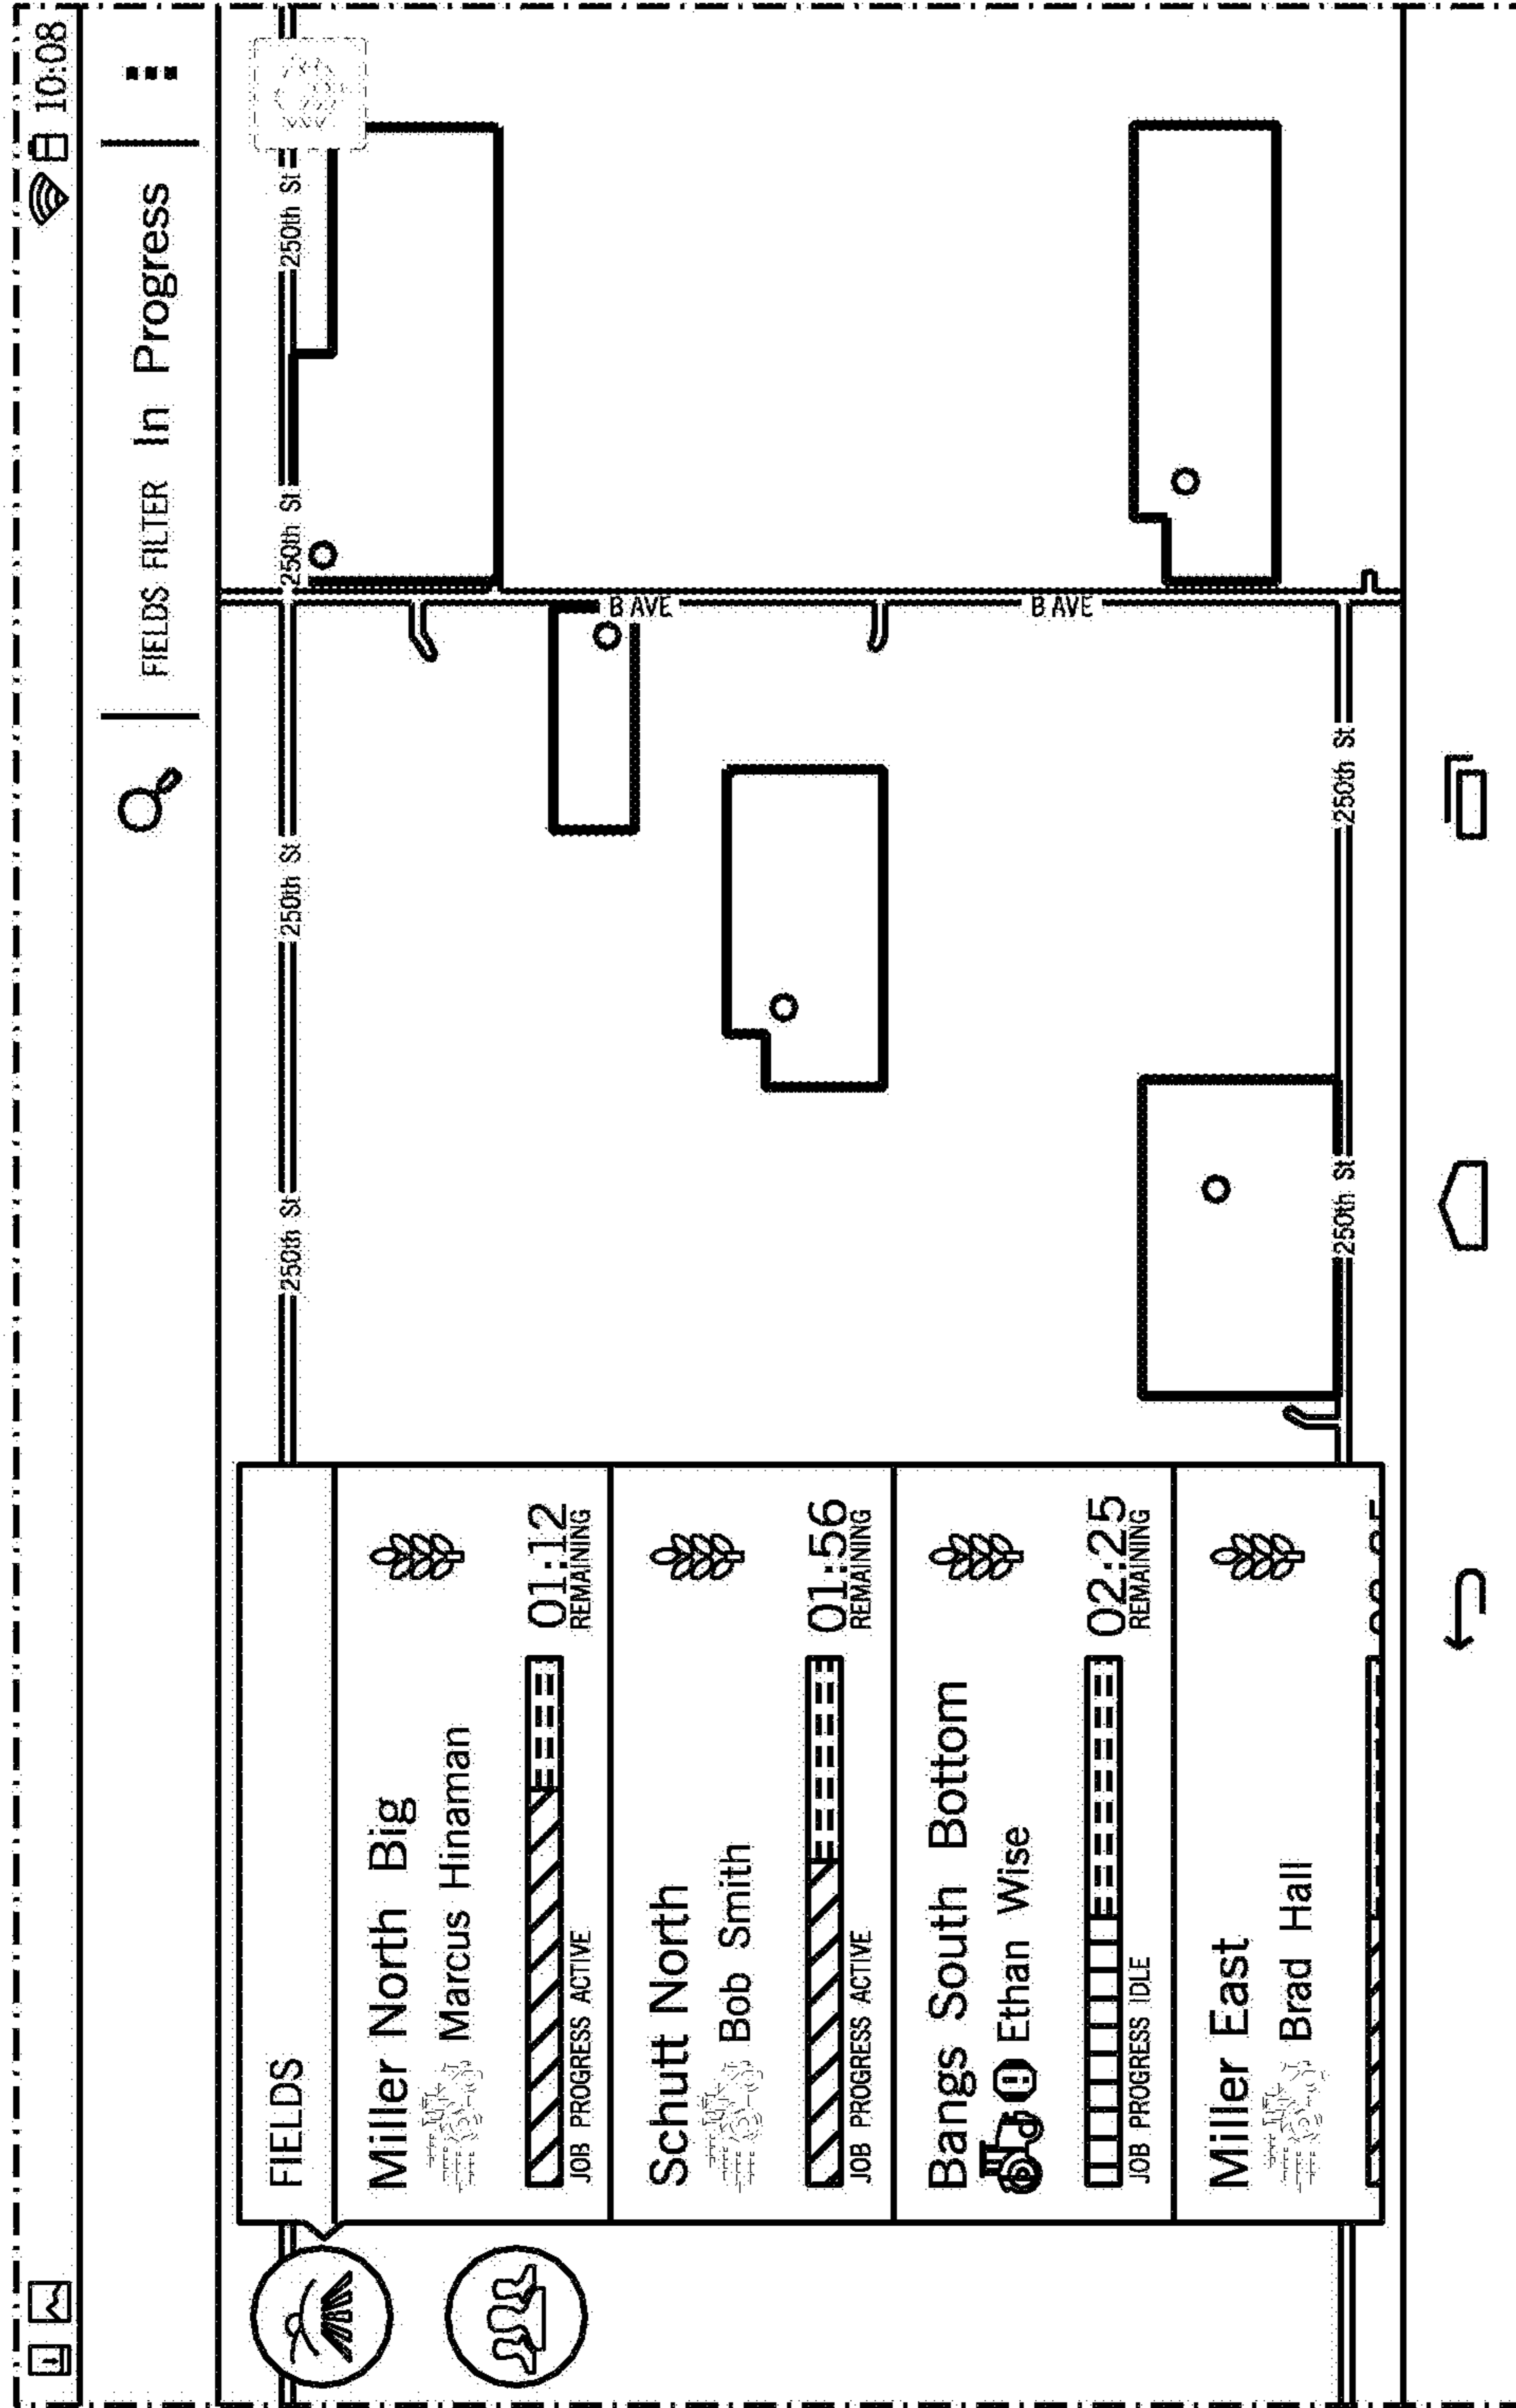 10:08
FIELDS FILTER In Progress
FIELDS
Miller North Big
Marcus Hinaman
01:12
JOB PROGRESS ACTIVE
REMAINING
Schutt North
Bob Smith
01:56
JOB PROGRESS ACTIVE
REMAINING
Bangs South Bottom
Ethan Wise
02:25
JOB PROGRESS IDLE
REMAINING
Miller East
Brad Hall
250th St
250th St
250th St
250th St
B AVE
B AVE
250th St
250th St